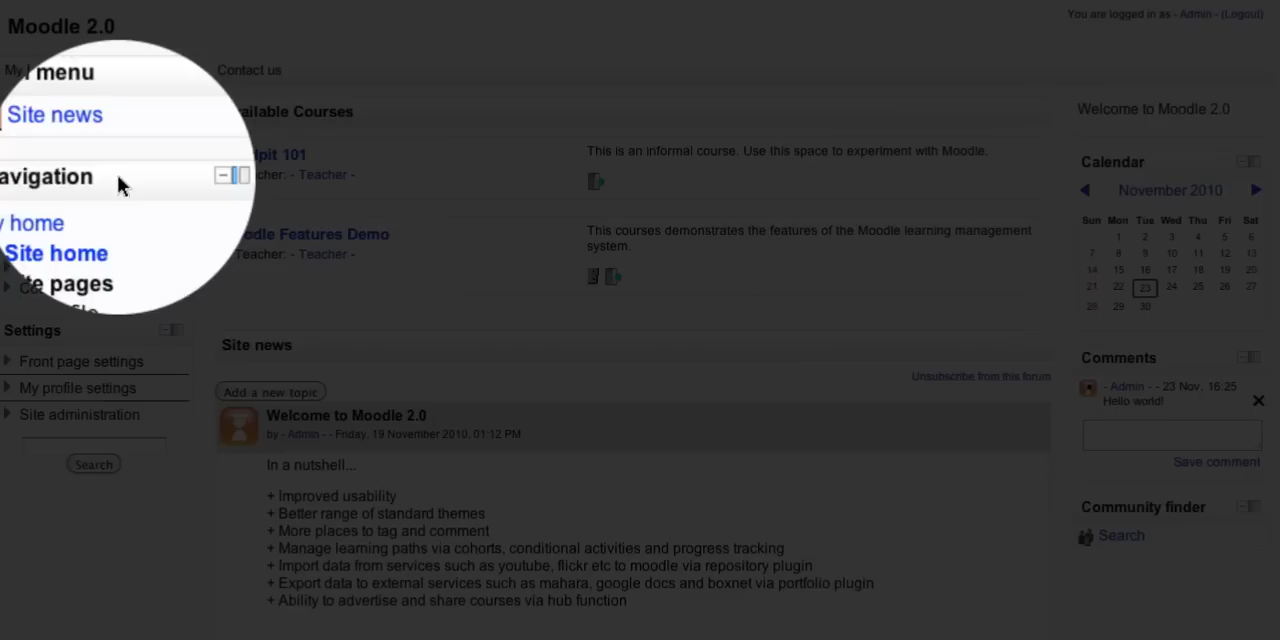 Moodle 2.0
You are logged in as - Admin - (Logout)
My
menu
Contact us
Site news
avigation
y home
Site home
te pages
Settings
Front page settings
My profile settings
Site administration
Search
ailable Courses
pit 101
cher: - Teacher -
This is an informal course. Use this space to experiment with Moodle.
dle Features Demo
Teacher: - Teacher -
This courses demonstrates the features of the Moodle learning management
system.
Site news
Unsubscribe from this forum
Add a new topic
Welcome to Moodle 2.0
by - Admin - - Friday, 19 November 2010, 01:12 PM
In a nutshell...
+ Improved usability
+ Better range of standard themes
+ More places to tag and comment
+ Manage learning paths via cohorts, conditional activities and progress tracking
+ Import data from services such as youtube, flickr etc to moodle via repository plugin
+ Export data to external services such as mahara, google docs and boxnet via portfolio plugin
+ Ability to advertise and share courses via hub function
Welcome to Moodle 2.0
Calendar
November 2010
Sun Mon Tue Wed Thu Fri Sat
1 2 3 4 5 6
7 8 9 10 11 12 13
14 15 16 17 18 19 20
21 22 23 24 25 26 27
28 29 30
Comments
- Admin - - 23 Nov, 16:25
Hello world!
Save comment
Community finder
Search